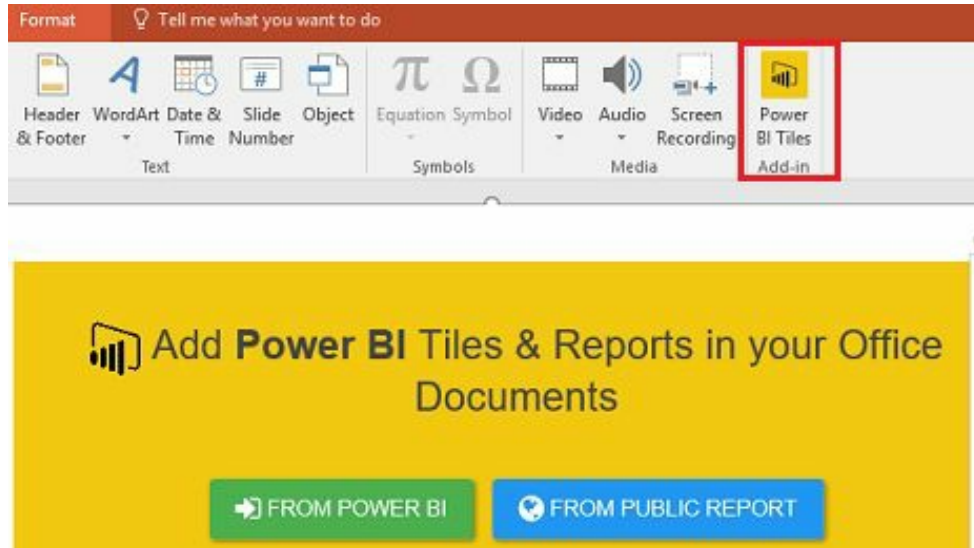 Format Tell me what you want to do
Header WordArt Date & Slide Object Equation Symbol Video Audio Screen Power
& Footer Time Number Recording BI Tiles
Text Symbols Media Add-in
Add Power BI Tiles & Reports in your Office
Documents
FROM POWER BI FROM PUBLIC REPORT